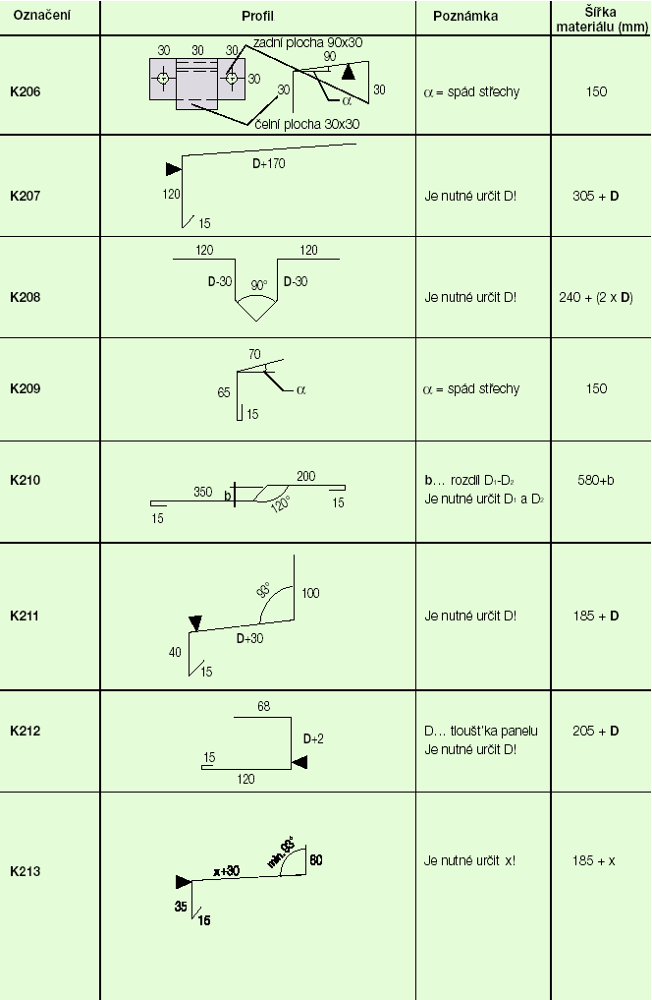 Označení
Profil
Poznámka
Šířka
materiálu (mm)
K206
30 30 30
30
zadní plocha 90x30
čelní plocha 30x30
90
30
30
α
α = spád střechy
150
K207
D+170
120
15
Je nutné určit D!
305 + D
K208
120 120
D-30 90° D-30
Je nutné určit D!
240 + (2 x D)
K209
70
65
α
15
α = spád střechy
150
K210
200
350 b
120°
15
15
b... rozdíl D₁-D₂
Je nutné určit D₁ a D₂
580+b
K211
93°
100
D+30
40
15
Je nutné určit D!
185 + D
K212
68
D+2
15
120
D... tloušt'ka panelu
Je nutné určit D!
205 + D
K213
min. 93°
x+30
80
35
15
Je nutné určit x!
185 + x